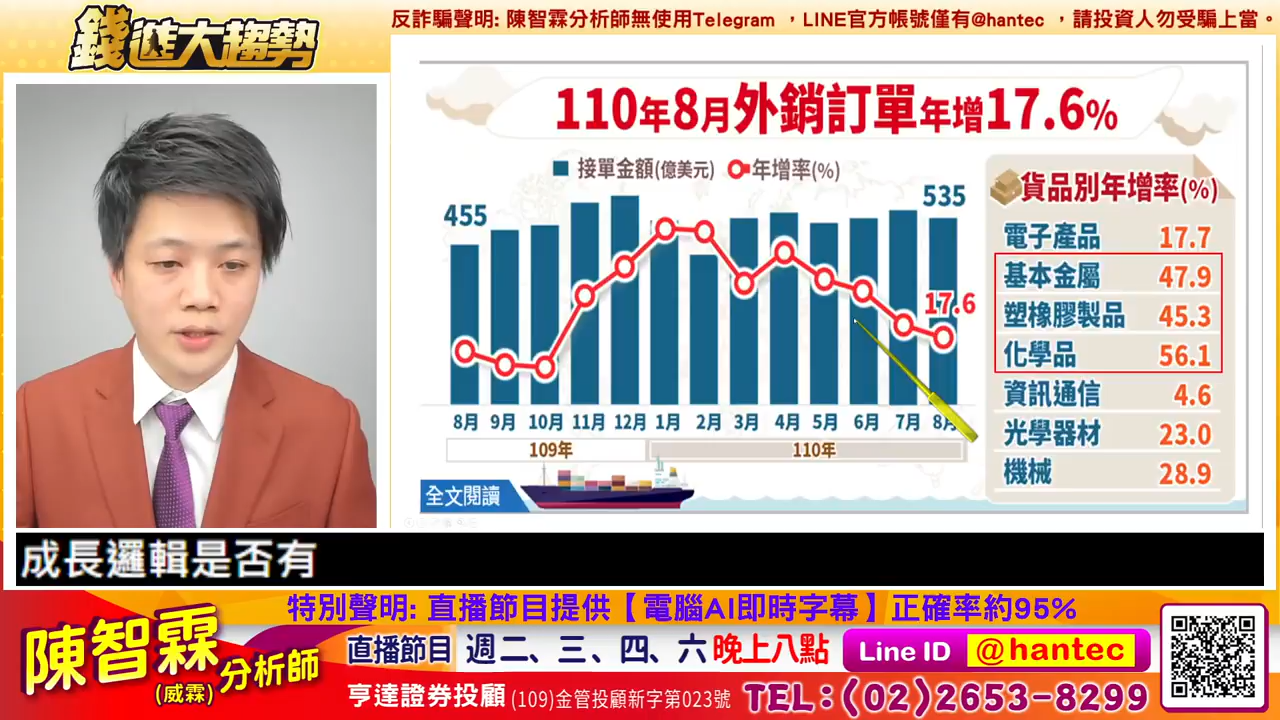 錢進大趨勢
反詐騙聲明: 陳智霖分析師無使用Telegram ，LINE官方帳號僅有@hantec ，請投資人勿受騙上當。
110年8月外銷訂單年增17.6%
接單金額(億美元) 年增率(%)
455
535
17.6
8月 9月 10月 11月 12月 1月 2月 3月 4月 5月 6月 7月 8月
109年 110年
全文閱讀
貨品別年增率(%)
電子產品 17.7
基本金屬 47.9
塑橡膠製品 45.3
化學品 56.1
資訊通信 4.6
光學器材 23.0
機械 28.9
成長邏輯是否有
特別聲明: 直播節目提供【電腦AI即時字幕】正確率約95%
陳智霖分析師
(威霖)
直播節目 週二、三、四、六晚上八點
Line ID @hantec
亨達證券投顧 (109)金管投顧新字第023號 TEL:(02)2653-8299